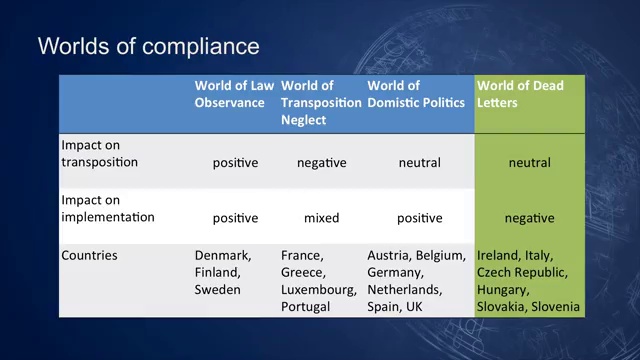 Worlds of compliance
World of Law Observance
World of Transposition Neglect
World of Domistic Politics
World of Dead Letters
Impact on transposition
positive
negative
neutral
neutral
Impact on implementation
positive
mixed
positive
negative
Countries
Denmark,
Finland,
Sweden
France,
Greece,
Luxembourg,
Portugal
Austria, Belgium,
Germany,
Netherlands,
Spain, UK
Ireland, Italy,
Czech Republic,
Hungary,
Slovakia, Slovenia